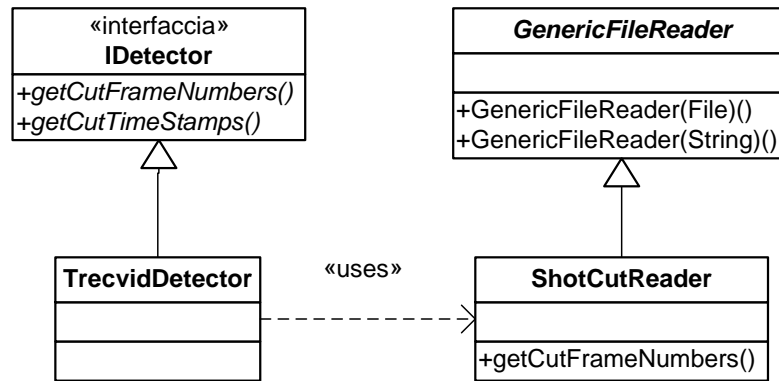 «interfaccia»
IDetector
+getCutFrameNumbers()
+getCutTimeStamps()
GenericFileReader
+GenericFileReader(File)()
+GenericFileReader(String)()
TrecvidDetector
«uses»
ShotCutReader
+getCutFrameNumbers()